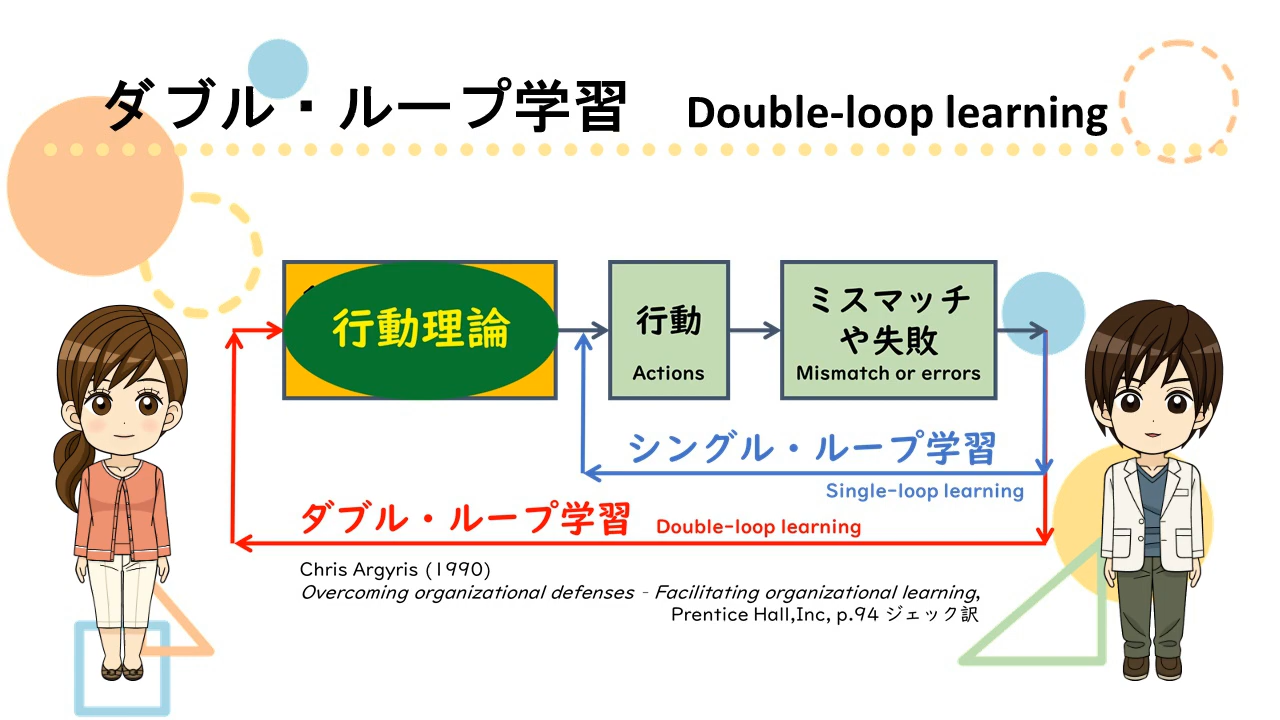 ダブル・ループ学習 Double-loop learning
行動理論
行動
Actions
ミスマッチ
や失敗
Mismatch or errors
シングル・ループ学習
Single-loop learning
ダブル・ループ学習 Double-loop learning
Chris Argyris (1990)
Overcoming organizational defenses - Facilitating organizational learning,
Prentice Hall,Inc, p.94 ジェック訳